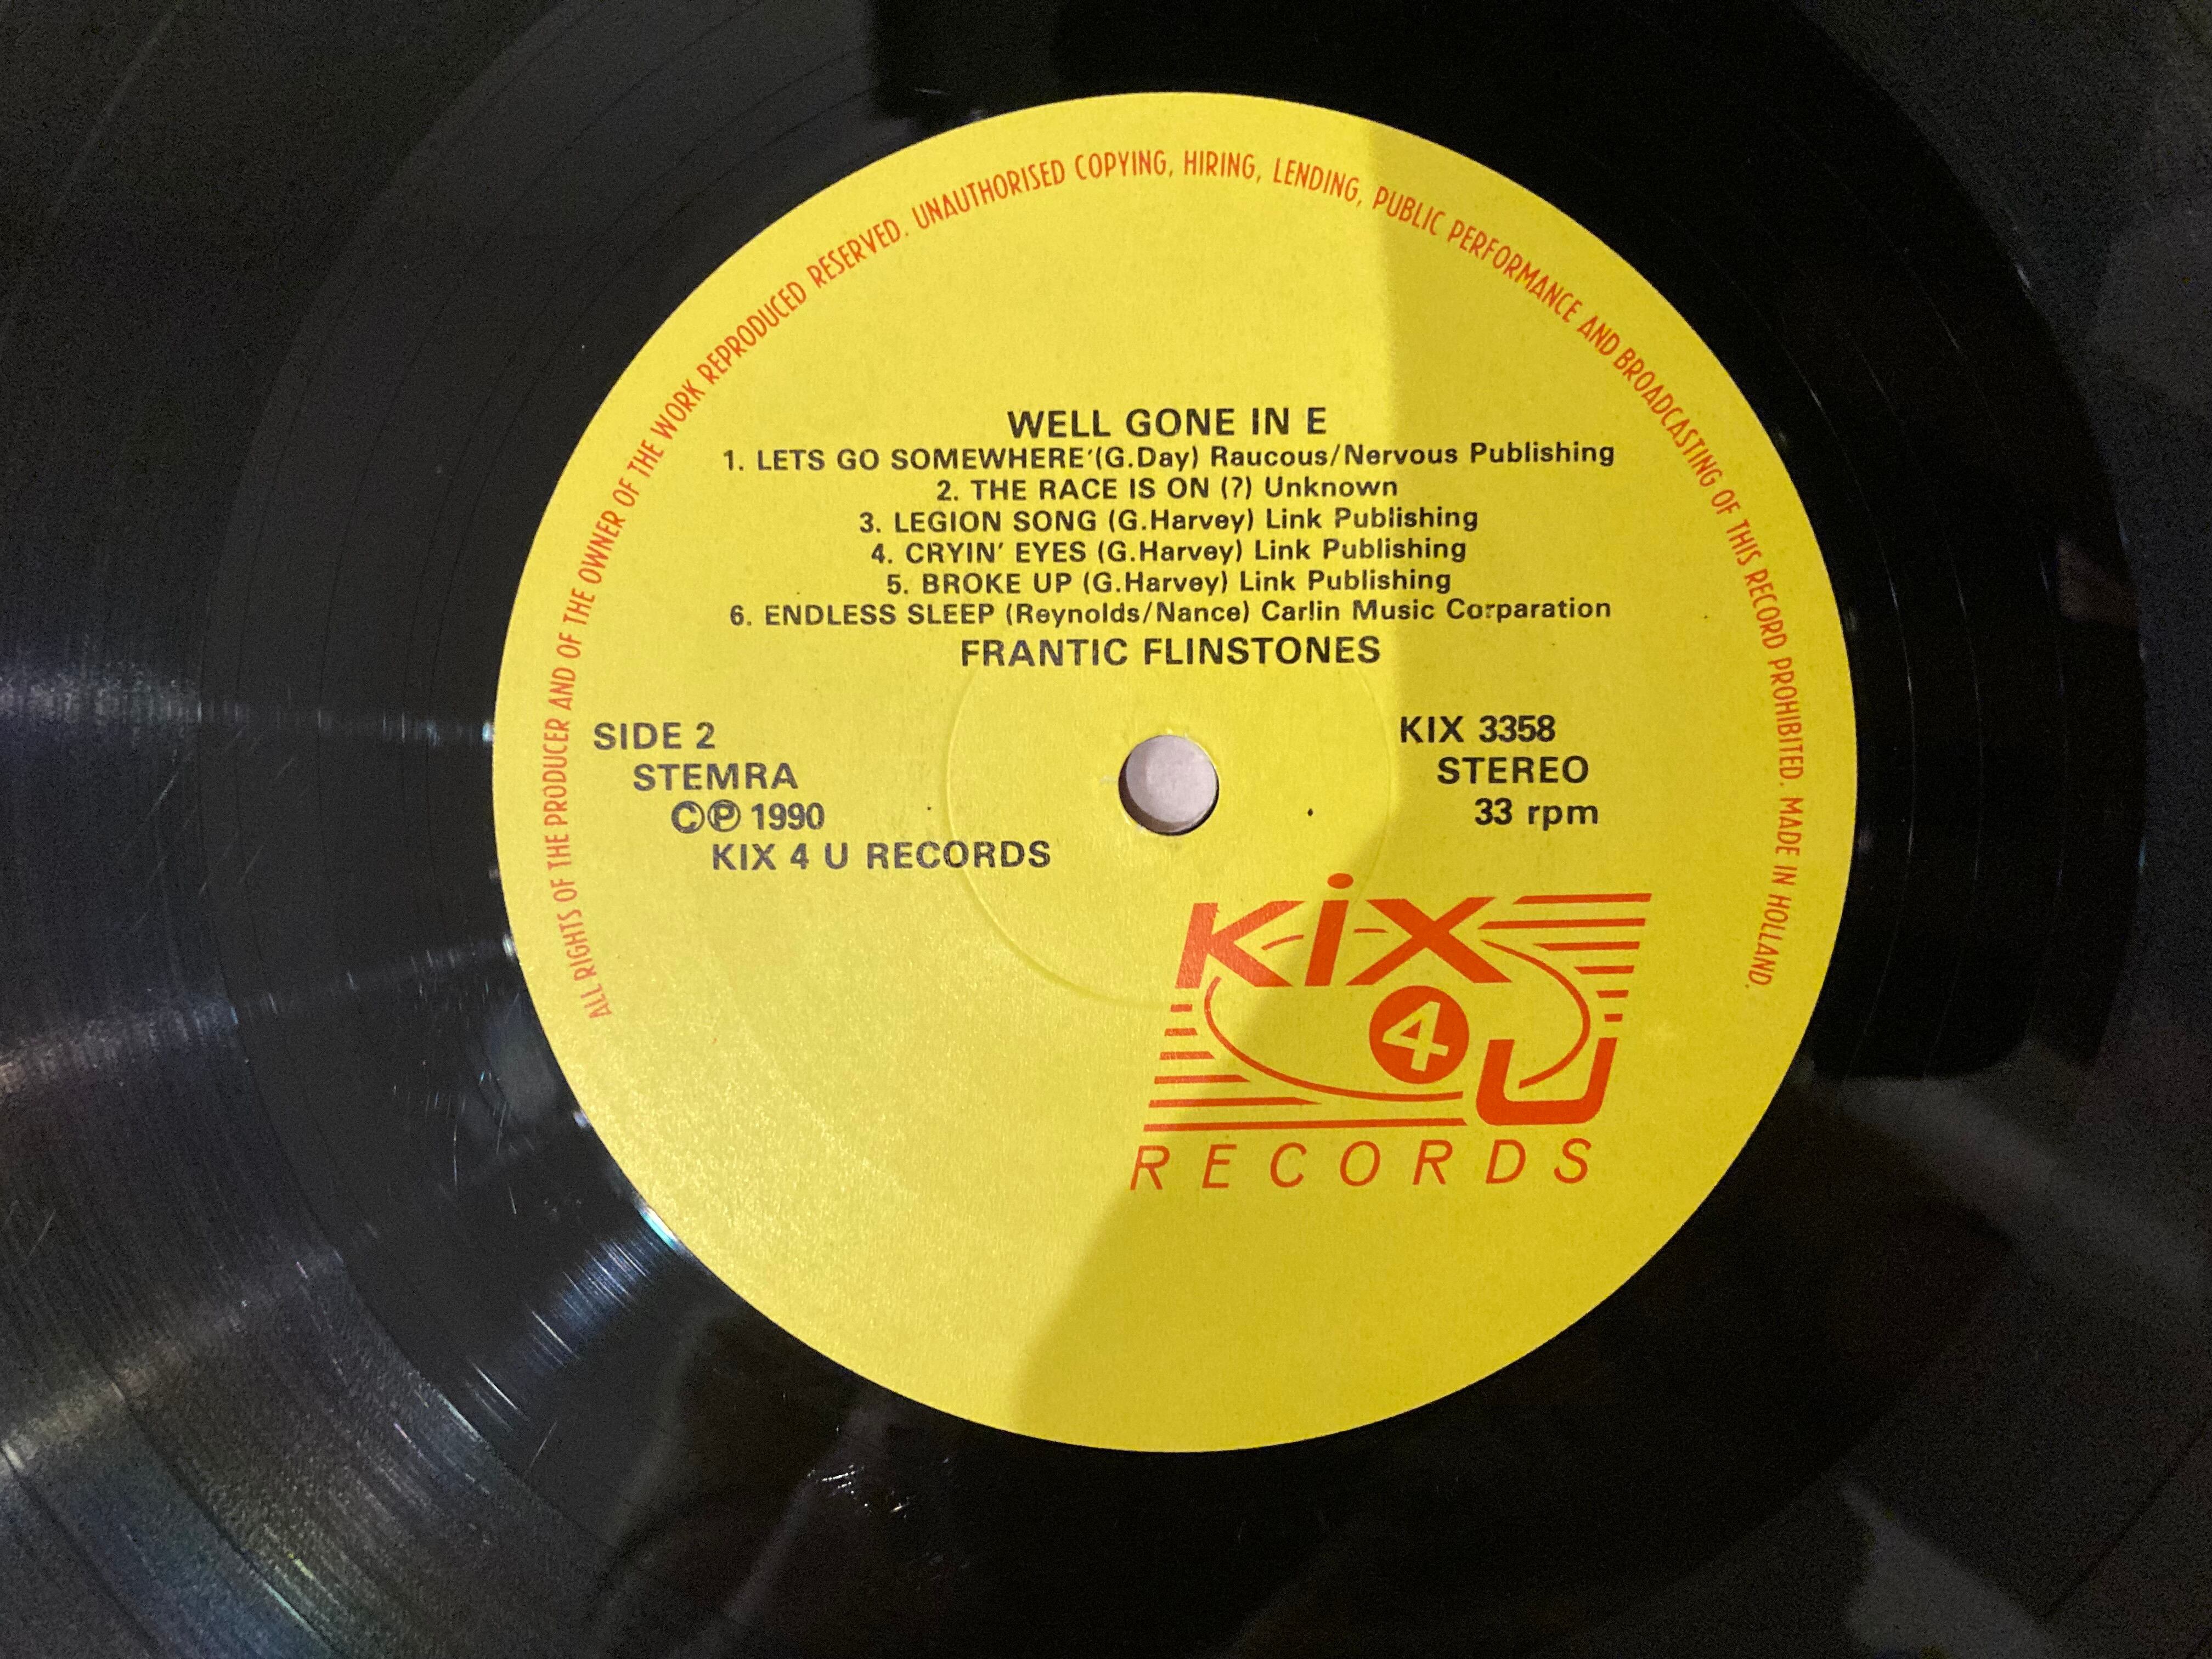 ALL RIGHTS OF THE PRODUCER AND OF THE OWNER OF THE WORK REPRODUCED RESERVED. UNAUTHORISED COPYING, HIRING, LENDING, PUBLIC PERFORMANCE AND BROADCASTING OF THIS RECORD PROHIBITED. MADE IN HOLLAND.
WELL GONE IN E
1. LETS GO SOMEWHERE'(G.Day) Raucous/Nervous Publishing
2. THE RACE IS ON (?) Unknown
3. LEGION SONG (G.Harvey) Link Publishing
4. CRYIN' EYES (G.Harvey) Link Publishing
5. BROKE UP (G.Harvey) Link Publishing
6. ENDLESS SLEEP (Reynolds/Nance) Carlin Music Corparation
FRANTIC FLINSTONES
SIDE 2
STEMRA
©℗ 1990
KIX 4 U RECORDS
KIX 3358
STEREO
33 rpm
KiX
4 U
RECORDS